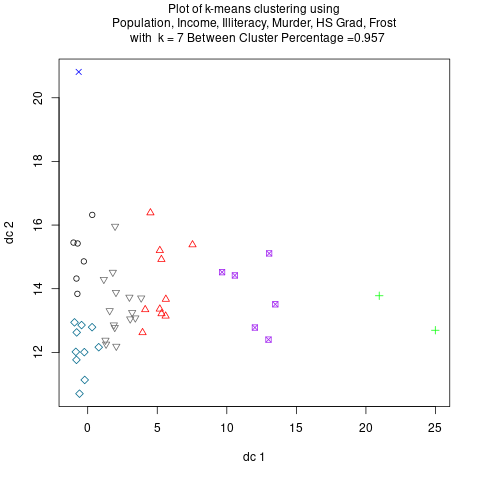 Plot of k-means clustering using
Population, Income, Illiteracy, Murder, HS Grad, Frost
with k = 7 Between Cluster Percentage =0.957
20
18
16
14
12
dc 2
0 5 10 15 20 25
dc 1